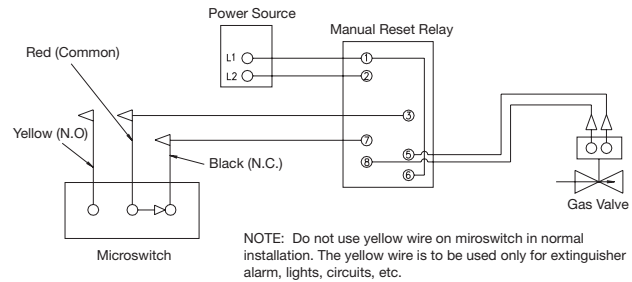 Power Source
Manual Reset Relay
L1
L2
1
2
Red (Common)
3
Yellow (N.O)
7
Black (N.C.)
5
8
6
Gas Valve
Microswitch
NOTE: Do not use yellow wire on miroswitch in normal
installation. The yellow wire is to be used only for extinguisher
alarm, lights, circuits, etc.